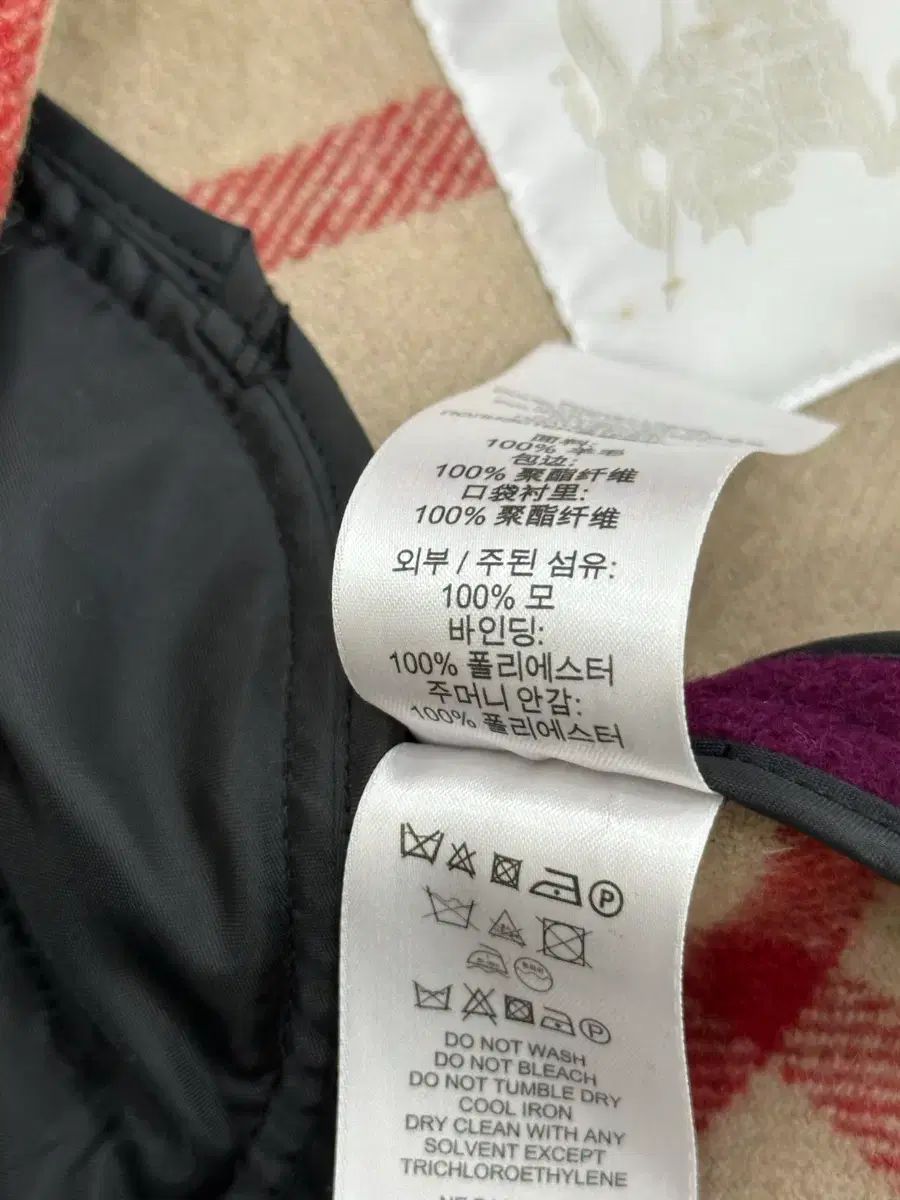 面料:
100% 羊毛
包边:
100% 聚酯纤维
口袋衬里:
100% 聚酯纤维
외부 / 주된 섬유:
100% 모
바인딩:
100% 폴리에스터
주머니 안감:
100% 폴리에스터
P
DO NOT WASH
DO NOT BLEACH
DO NOT TUMBLE DRY
COOL IRON
DRY CLEAN WITH ANY
SOLVENT EXCEPT
TRICHLOROETHYLENE